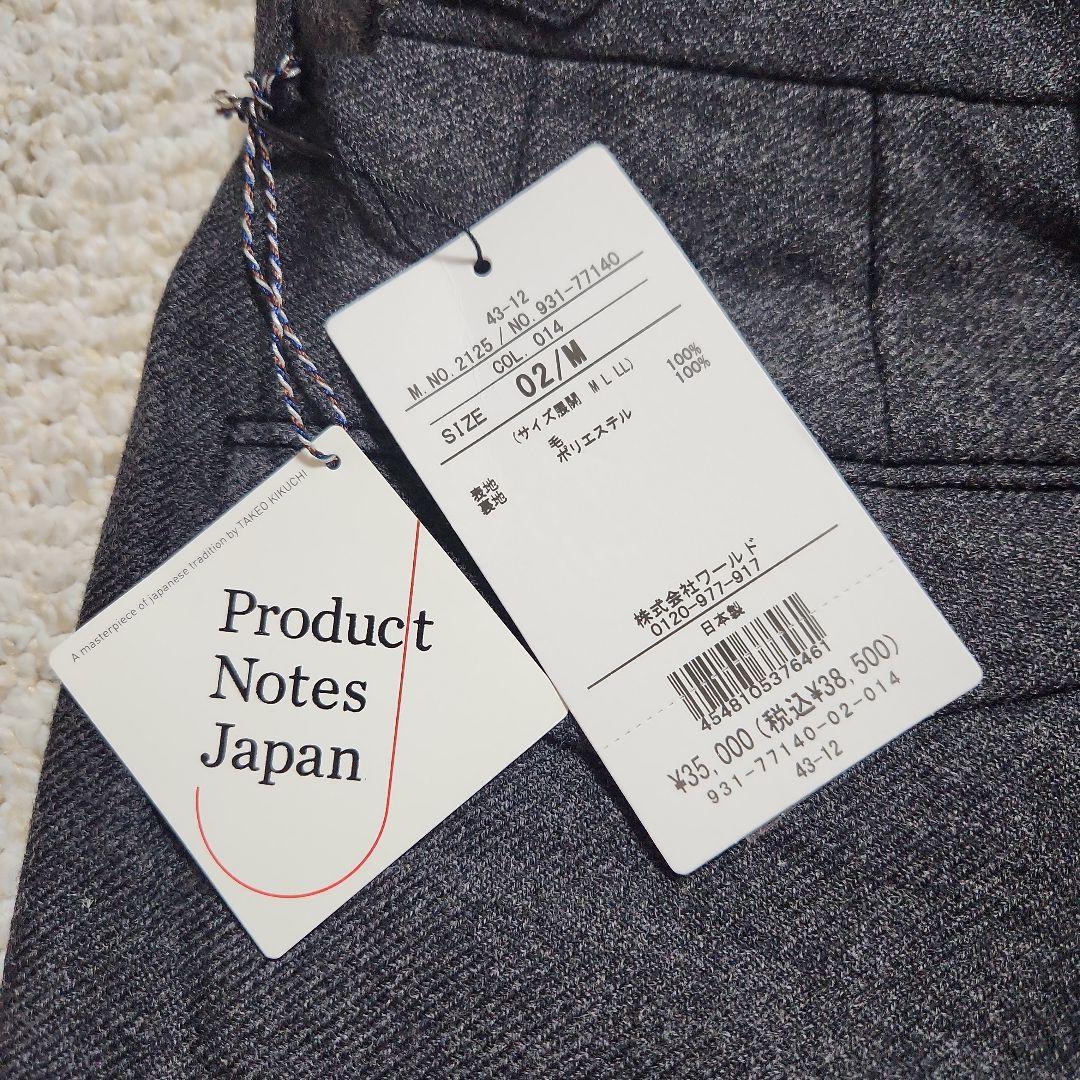 A masterpiece of japanese tradition by TAKEO KIKUCHI
Product
Notes
Japan
43-12
M. NO. 2125 / NO. 931-77140
COL. 014
SIZE 02/M
(サイズ展開 M L LL)
表地 毛 100%
裏地 ポリエステル 100%
株式会社ワールド
0120-977-917
日本製
4548105376461
¥35,000 (税込¥38,500)
931-77140-02-014
43-12